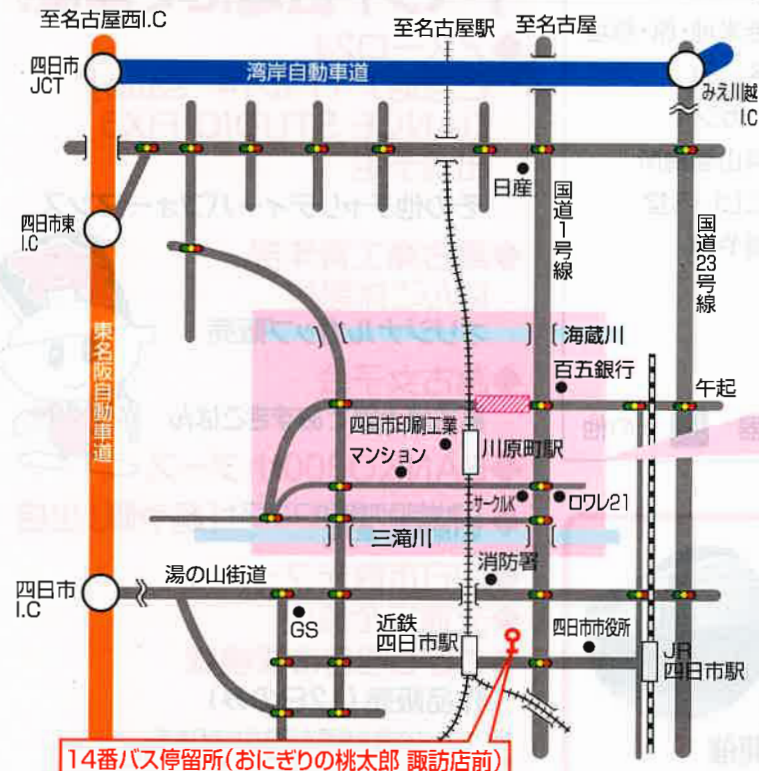 至名古屋西I.C
至名古屋駅
至名古屋
四日市
JCT
湾岸自動車道
みえ川越
I.C
日産
国道1号線
四日市東
I.C
国道23号線
東名阪自動車道
海蔵川
百五銀行
午起
四日市印刷工業
マンション
川原町駅
サークルK
ロワレ21
三滝川
湯の山街道
消防署
四日市
I.C
GS
近鉄
四日市駅
四日市市役所
JR
四日市駅
14番バス停留所(おにぎりの桃太郎 諏訪店前)